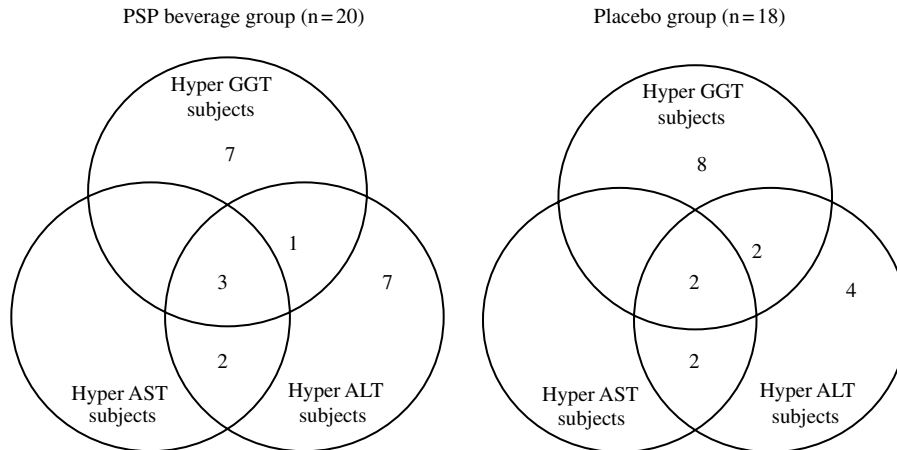 PSP beverage group (n=20)
Hyper GGT
subjects
7
1
3
7
2
Hyper AST
subjects
Hyper ALT
subjects
Placebo group (n=18)
Hyper GGT
subjects
8
2
2
4
2
Hyper AST
subjects
Hyper ALT
subjects